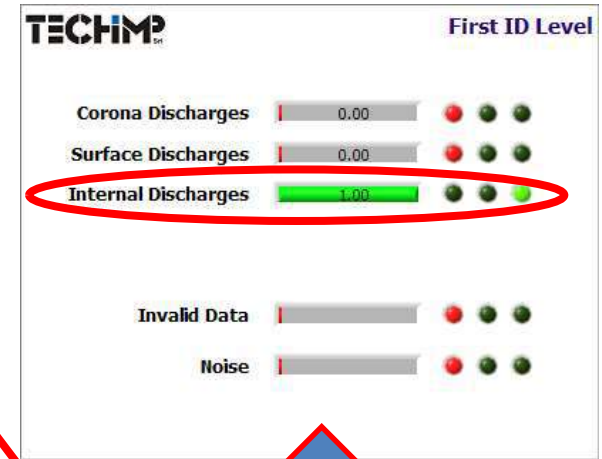 TECHIMP Srl
First ID Level
Corona Discharges 0.00
Surface Discharges 0.00
Internal Discharges 1.00
Invalid Data
Noise